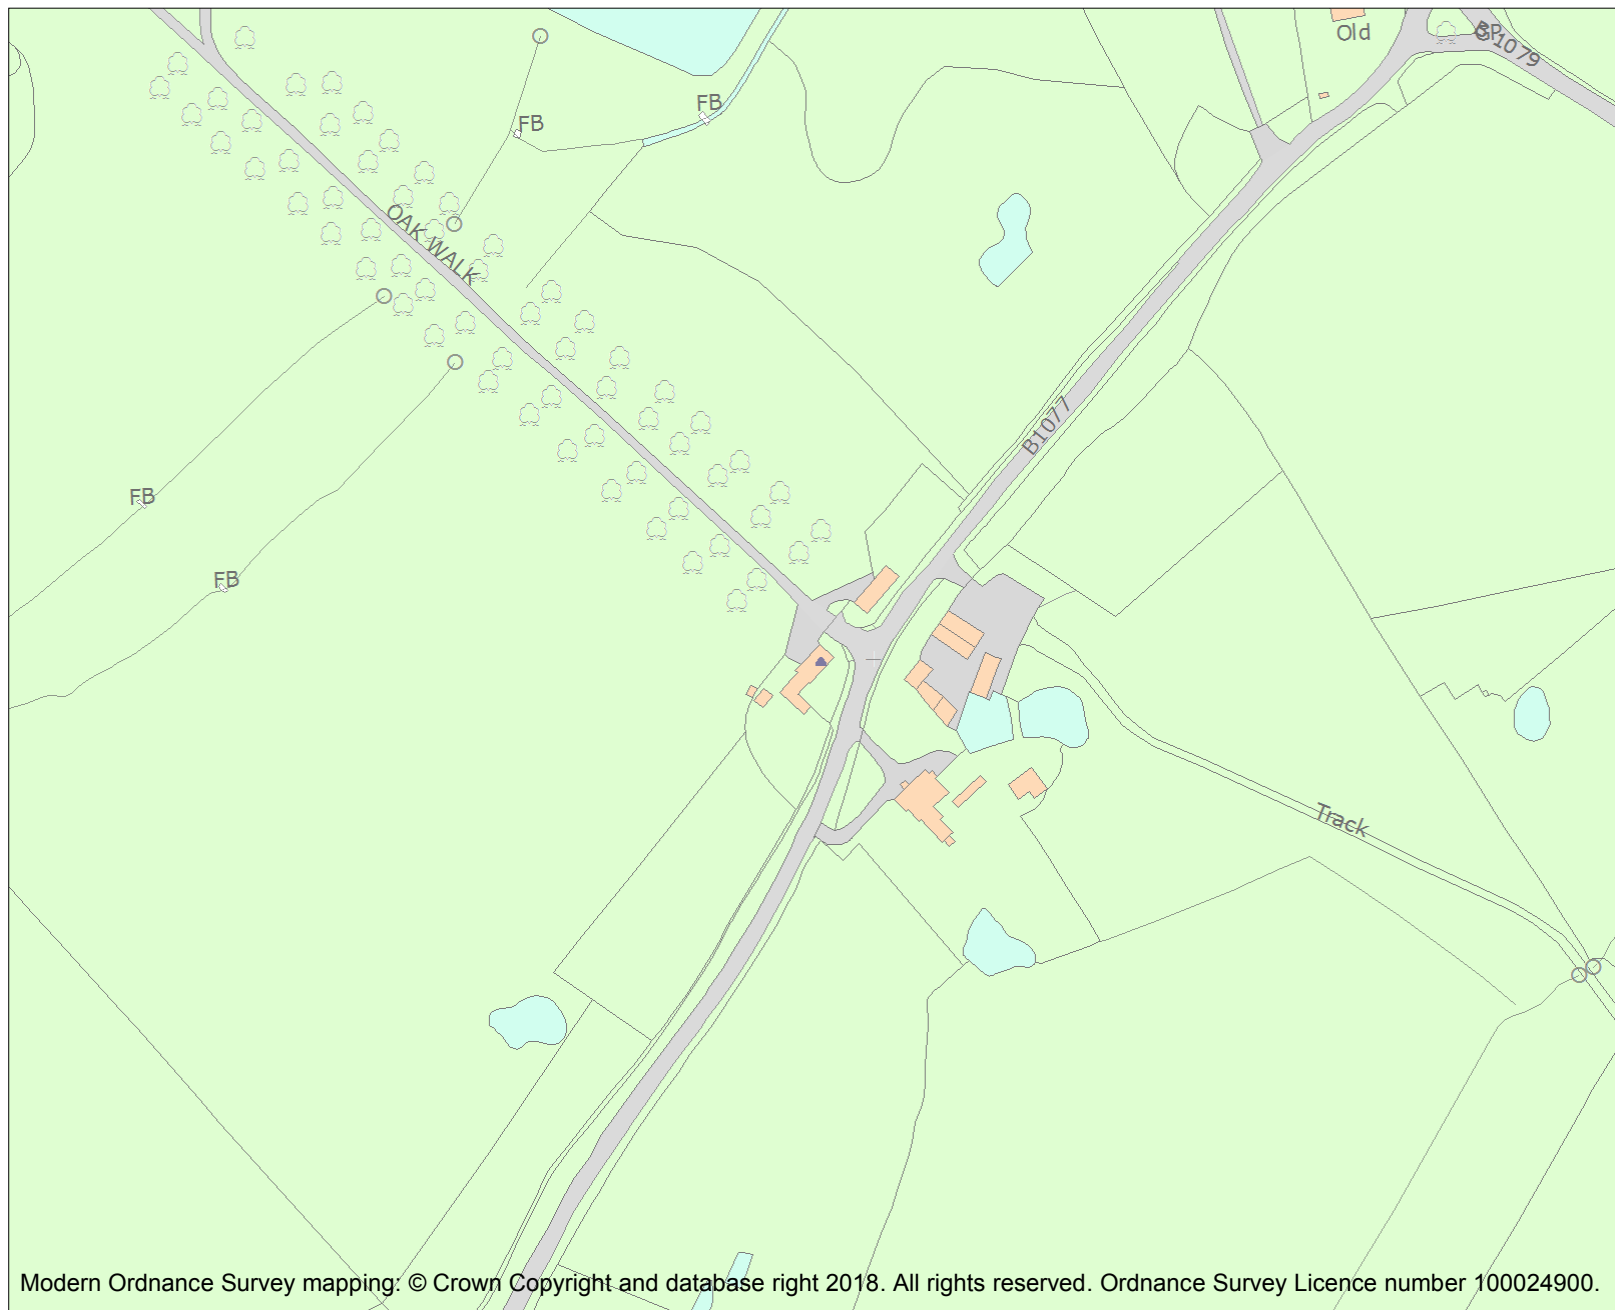 Old
GP
B1079
FB
FB
OAK WALK
B1077
FB
FB
Track
Modern Ordnance Survey mapping: © Crown Copyright and database right 2018. All rights reserved. Ordnance Survey Licence number 100024900.